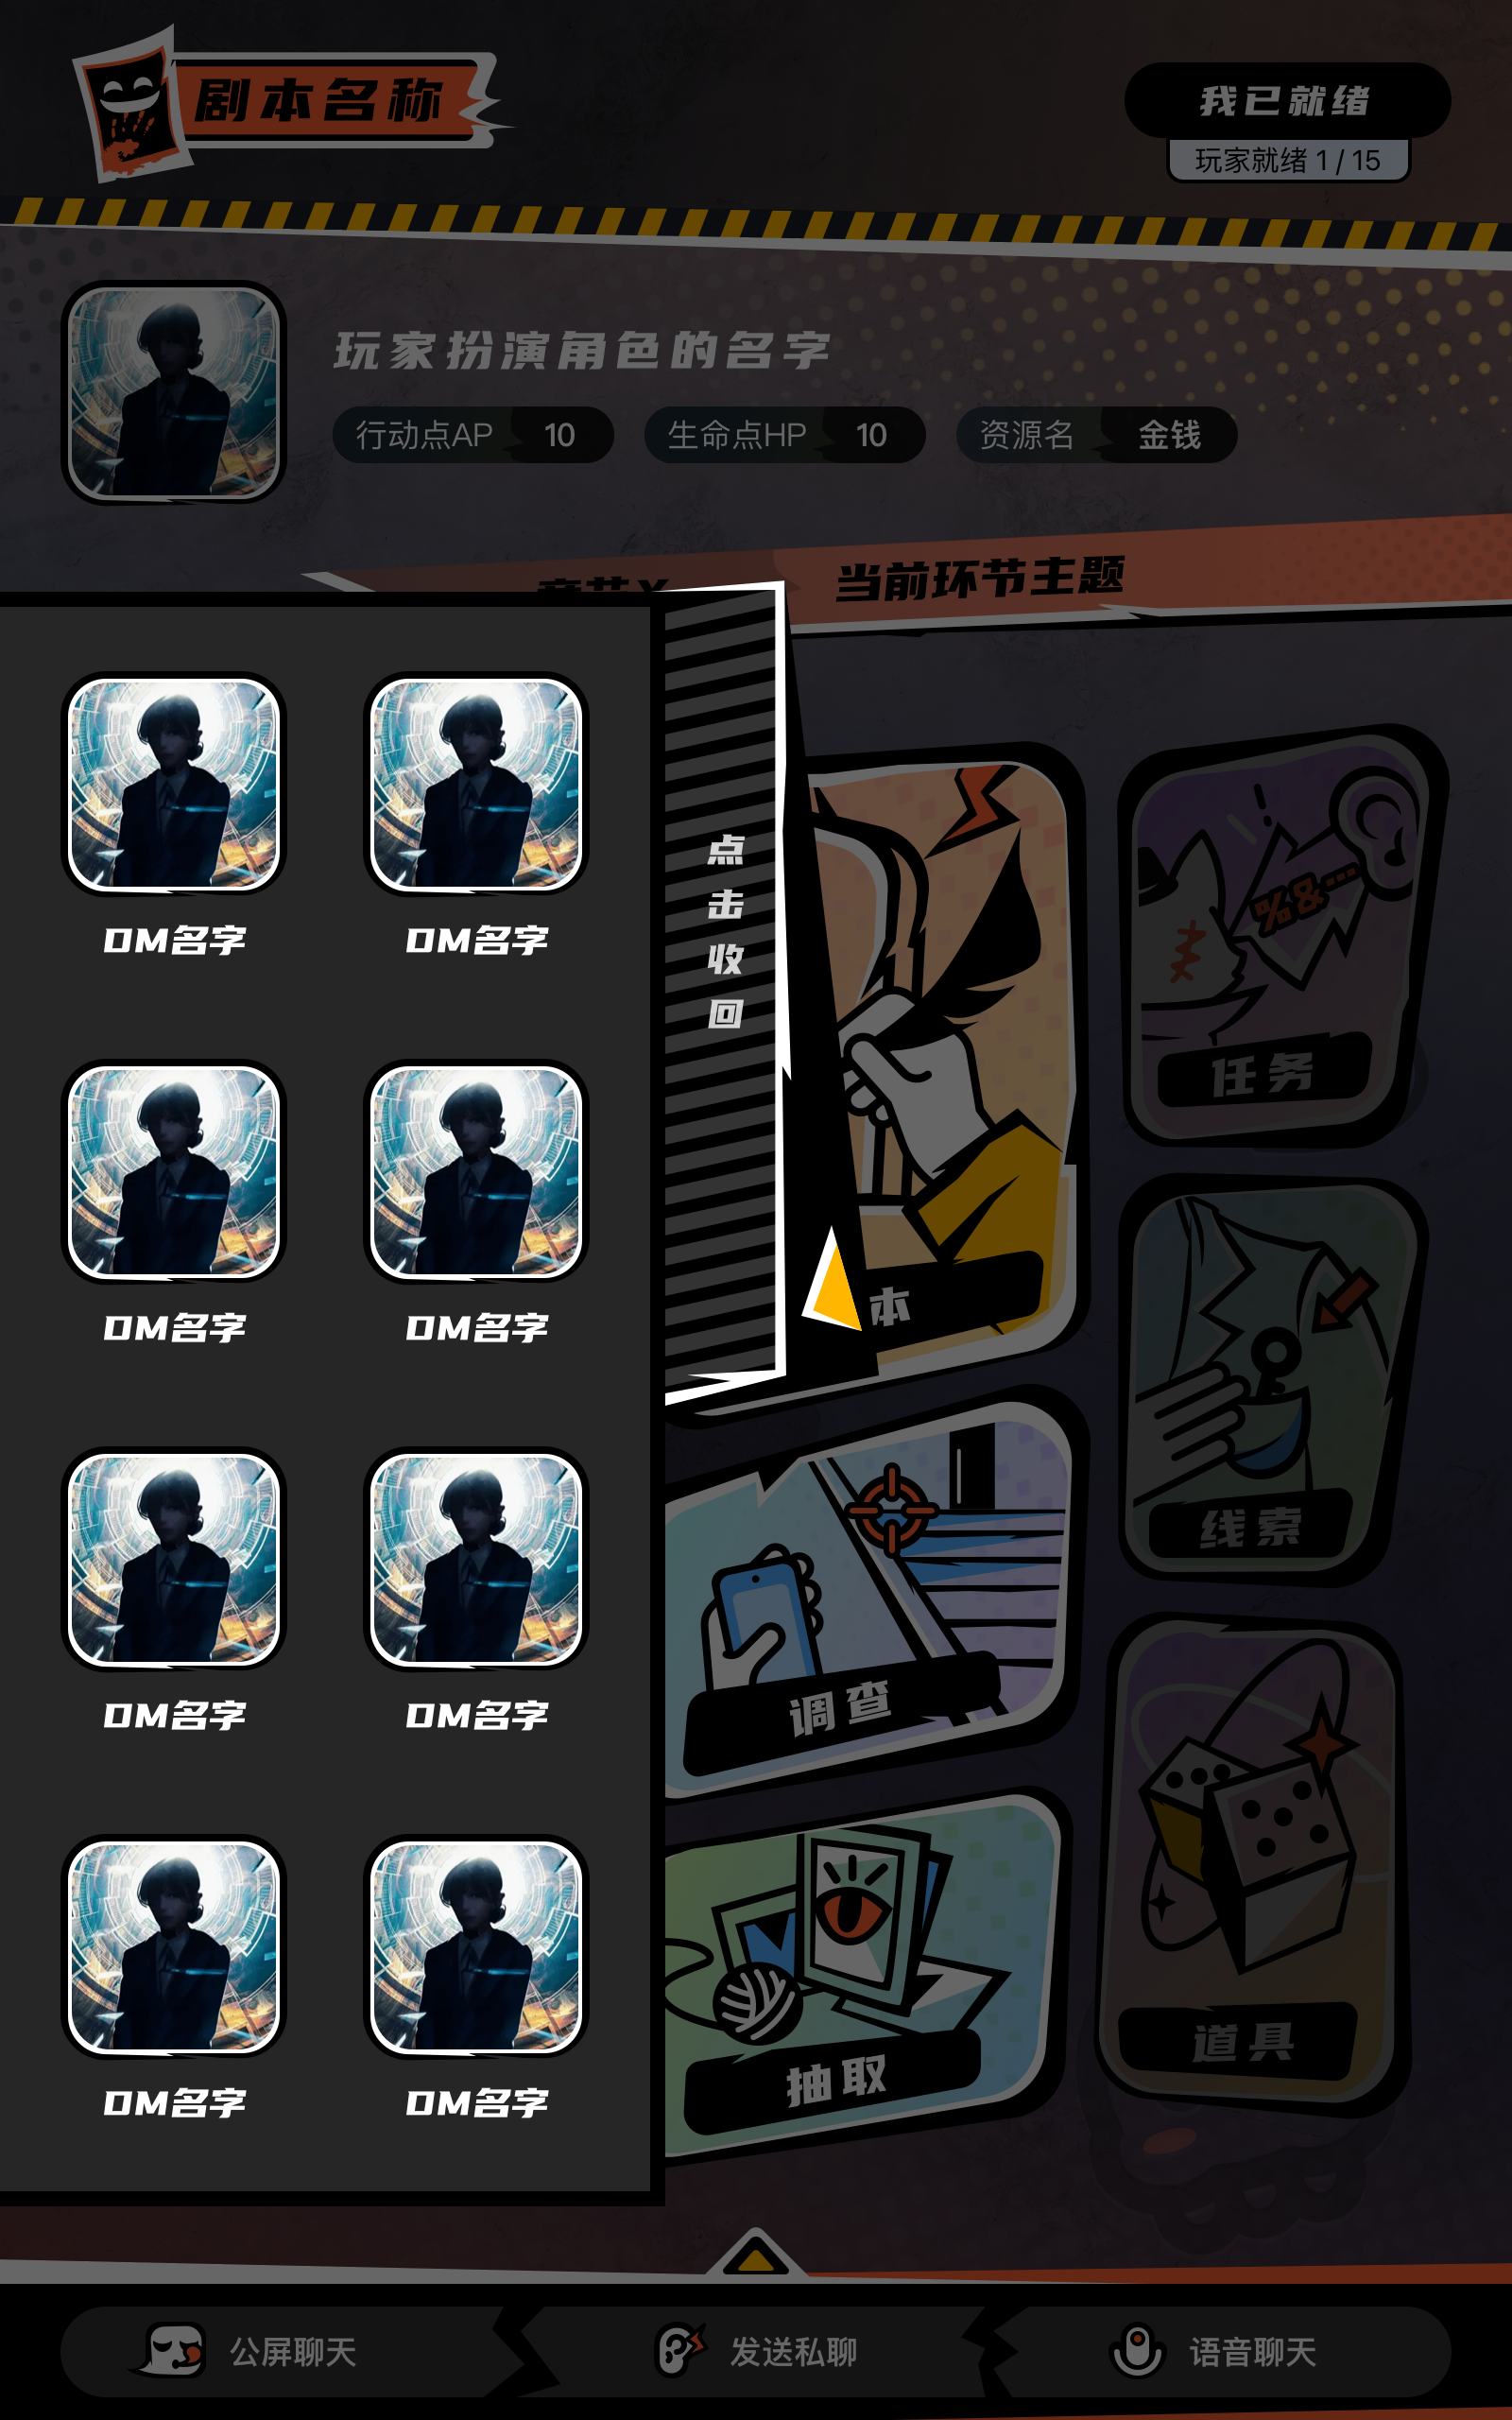 剧本名称
我已就绪
玩家就绪 1 / 15
玩家扮演角色的名字
行动点AP 10
生命点HP 10
资源名 金钱
当前环节主题
DM名字 DM名字
点击收回
%&…
任务
DM名字 DM名字
本
线索
DM名字 DM名字
调查
道具
DM名字 DM名字
抽取
公屏聊天
发送私聊
语音聊天